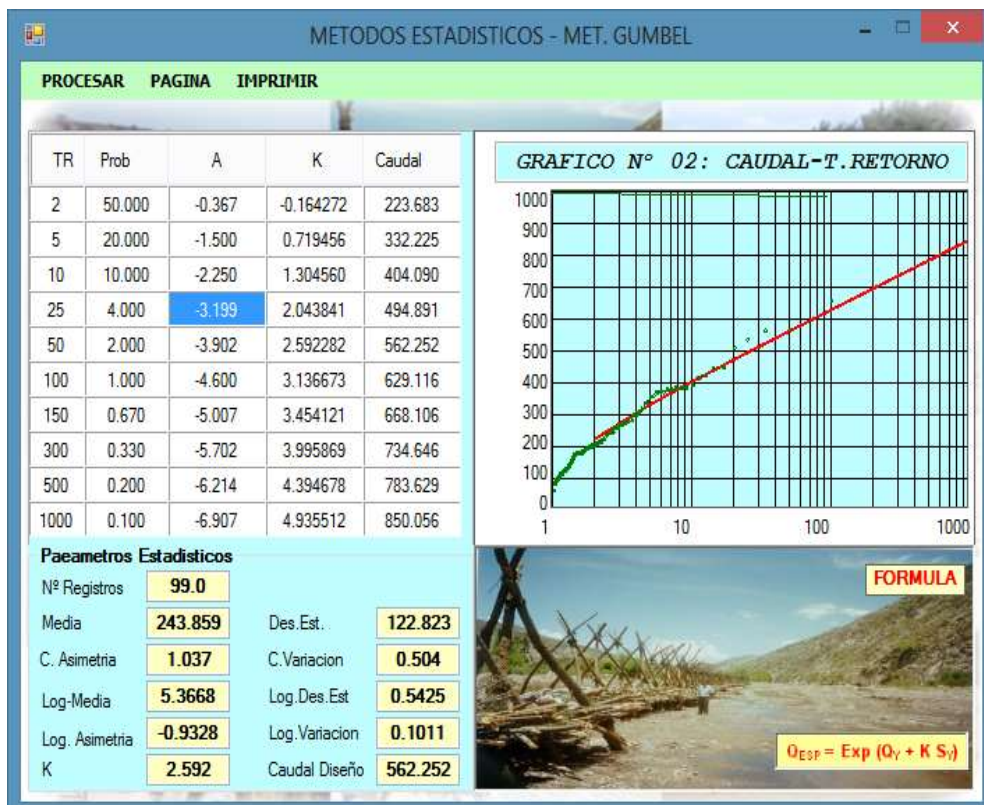 METODOS ESTADISTICOS - MET. GUMBEL
PROCESAR PAGINA IMPRIMIR
TR Prob A K Caudal
2 50.000 -0.367 -0.164272 223.683
5 20.000 -1.500 0.719456 332.225
10 10.000 -2.250 1.304560 404.090
25 4.000 -3.199 2.043841 494.891
50 2.000 -3.902 2.592282 562.252
100 1.000 -4.600 3.136673 629.116
150 0.670 -5.007 3.454121 668.106
300 0.330 -5.702 3.995869 734.646
500 0.200 -6.214 4.394678 783.629
1000 0.100 -6.907 4.935512 850.056
GRAFICO Nº 02: CAUDAL-T.RETORNO
1000
900
800
700
600
500
400
300
200
100
0
1 10 100 1000
Paeametros Estadisticos
Nº Registros 99.0
Media 243.859 Des.Est. 122.823
C. Asimetria 1.037 C.Variacion 0.504
Log-Media 5.3668 Log.Des.Est 0.5425
Log. Asimetria -0.9328 Log.Variacion 0.1011
K 2.592 Caudal Diseño 562.252
FORMULA
QESP = Exp (QY + K SY)